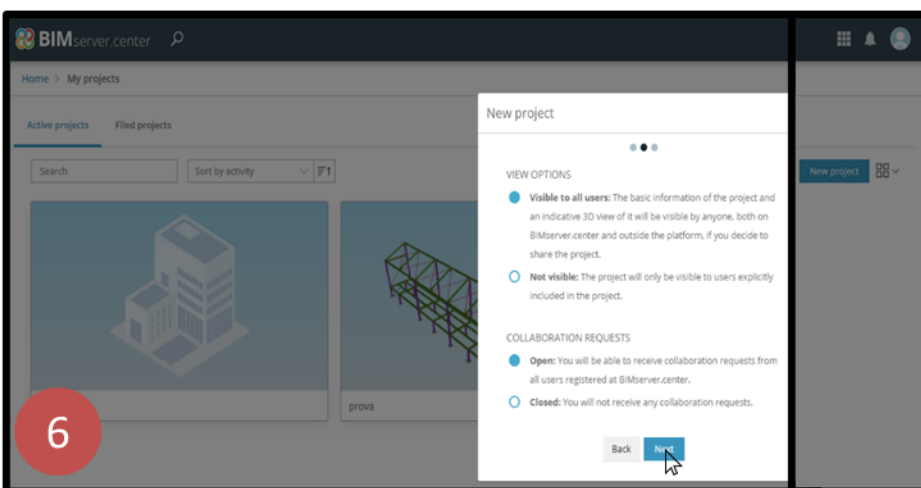 BIMserver.center
Home > My projects
Active projects Filed projects
Search
Sort by activity
New project
prova
New project
VIEW OPTIONS
Visible to all users: The basic information of the project and
an indicative 3D view of it will be visible by anyone, both on
BIMserver.center and outside the platform, if you decide to
share the project.
Not visible: The project will only be visible to users explicitly
included in the project.
COLLABORATION REQUESTS
Open: You will be able to receive collaboration requests from
all users registered at BIMserver.center.
Closed: You will not receive any collaboration requests.
Back Next
6